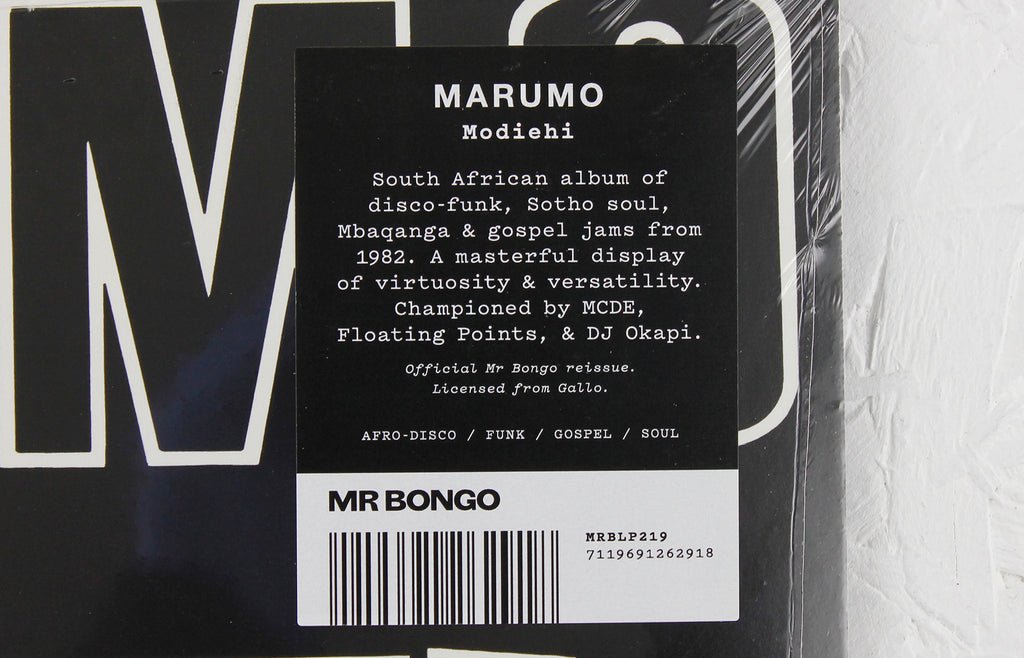 MARUMO
Modiehi
South African album of
disco-funk, Sotho soul,
Mbaqanga & gospel jams from
1982. A masterful display
of virtuosity & versatility.
Championed by MCDE,
Floating Points, & DJ Okapi.
Official Mr Bongo reissue.
Licensed from Gallo.
AFRO-DISCO / FUNK / GOSPEL / SOUL
MR BONGO
MRBLP219
7119691262918